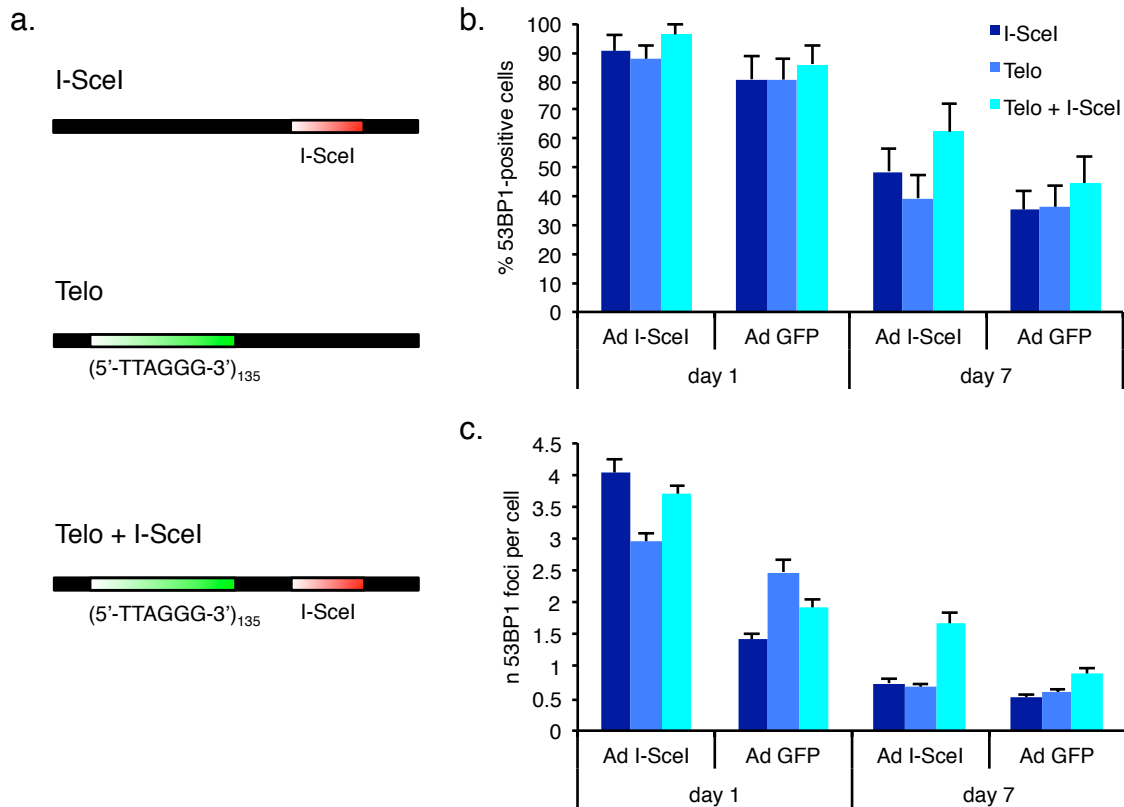 a.
I-SceI
I-SceI
Telo
(5'-TTAGGG-3')135
Telo + I-SceI
(5'-TTAGGG-3')135
I-SceI
b.
% 53BP1-positive cells
100
90
80
70
60
50
40
30
20
10
0
I-SceI
Telo
Telo + I-SceI
Ad I-SceI Ad GFP Ad I-SceI Ad GFP
day 1 day 7
c.
n 53BP1 foci per cell
4.5
4
3.5
3
2.5
2
1.5
1
0.5
0
Ad I-SceI Ad GFP Ad I-SceI Ad GFP
day 1 day 7